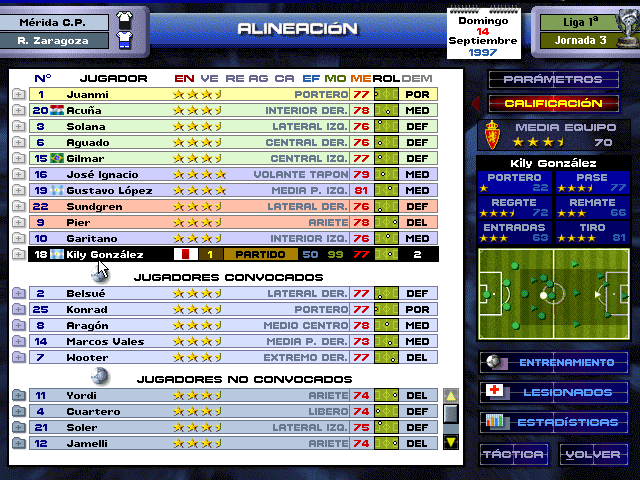 Mérida C.P.
R. Zaragoza
ALINEACIÓN
Domingo
14
Septiembre
1997
Liga 1ª
Jornada 3
Nº JUGADOR EN VE RE AG CA EF MO ME ROL DEM
1 Juanmi PORTERO 77 POR
20 Acuña INTERIOR DER. 78 MED
3 Solana LATERAL IZQ. 76 DEF
6 Aguado CENTRAL DER. 76 DEF
15 Gilmar CENTRAL IZQ. 77 DEF
16 José Ignacio VOLANTE TAPON 79 MED
19 Gustavo López MEDIA P. IZQ. 81 MED
22 Sundgren LATERAL DER. 76 DEF
9 Pier ARIETE 78 DEL
10 Garitano INTERIOR IZQ. 76 MED
18 Kily González 1 PARTIDO 50 99 77 2
JUGADORES CONVOCADOS
2 Belsué LATERAL DER. 77 DEF
25 Konrad PORTERO 77 POR
8 Aragón MEDIO CENTRO 78 MED
14 Marcos Vales MEDIA P. DER. 73 MED
7 Wooter EXTREMO DER. 77 DEL
JUGADORES NO CONVOCADOS
11 Yordi ARIETE 74 DEL
4 Cuartero LIBERO 74 DEF
21 Soler LATERAL IZQ. 75 DEF
12 Jamelli ARIETE 74 DEL
PARÁMETROS
CALIFICACIÓN
MEDIA EQUIPO
70
Kily González
PORTERO 22 PASE 77
REGATE 72 REMATE 66
ENTRADAS 63 TIRO 81
ENTRENAMIENTO
LESIONADOS
ESTADÍSTICAS
TÁCTICA VOLVER